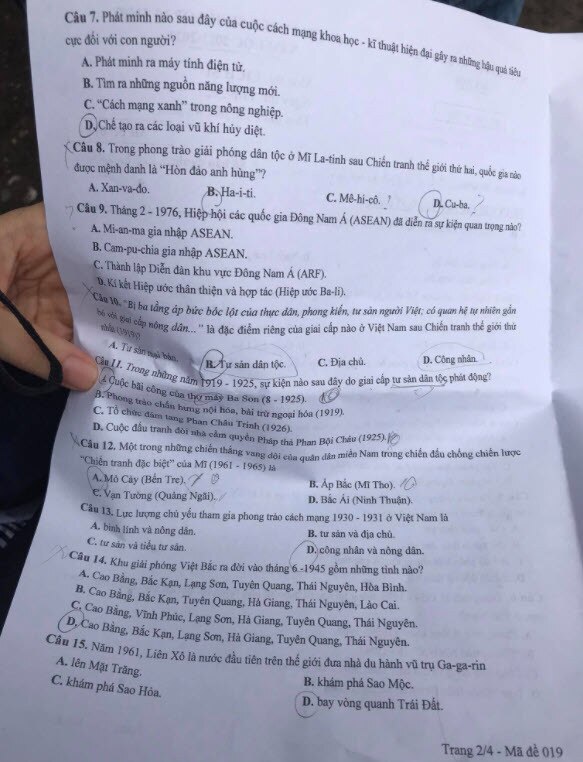 Câu 7. Phát minh nào sau đây của cuộc cách mạng khoa học - kĩ thuật hiện đại gây ra những hậu quả tiêu
cực đối với con người?
A. Phát minh ra máy tính điện tử.
B. Tìm ra những nguồn năng lượng mới.
C. “Cách mạng xanh” trong nông nghiệp.
D. Chế tạo ra các loại vũ khí hủy diệt.
Câu 8. Trong phong trào giải phóng dân tộc ở Mĩ La-tinh sau Chiến tranh thế giới thứ hai, quốc gia nào
được mệnh danh là “Hòn đảo anh hùng”?
A. Xan-va-đo. B. Ha-i-ti. C. Mê-hi-cô. ? D. Cu-ba. ?
Câu 9. Tháng 2 - 1976, Hiệp hội các quốc gia Đông Nam Á (ASEAN) đã diễn ra sự kiện quan trọng nào?
A. Mi-an-ma gia nhập ASEAN.
B. Cam-pu-chia gia nhập ASEAN.
C. Thành lập Diễn đàn khu vực Đông Nam Á (ARF).
D. Kí kết Hiệp ước thân thiện và hợp tác (Hiệp ước Ba-li).
Câu 10. "Bị ba tầng áp bức bóc lột của thực dân, phong kiến, tư sản người Việt; có quan hệ tự nhiên gắn
bó với giai cấp nông dân..." là đặc điểm riêng của giai cấp nào ở Việt Nam sau Chiến tranh thế giới thứ
nhất
A. Tư sản mại bản. B. Tư sản dân tộc. C. Địa chủ. D. Công nhân.
Câu 11. Trong những năm 1919 - 1925, sự kiện nào sau đây do giai cấp tư sản dân tộc phát động?
A. Cuộc bãi công của thợ máy Ba Son (8 - 1925).
B. Phong trào chấn hưng nội hóa, bài trừ ngoại hóa (1919).
C. Tổ chức đám tang Phan Châu Trinh (1926).
D. Cuộc đấu tranh đòi nhà cầm quyền Pháp thả Phan Bội Châu (1925).
Câu 12. Một trong những chiến thắng vang dội của quân dân miền Nam trong chiến đấu chống chiến lược
"Chiến tranh đặc biệt" của Mĩ (1961 - 1965) là
A. Mỏ Cày (Bến Tre). B. Ấp Bắc (Mĩ Tho).
C. Vạn Tường (Quảng Ngãi). D. Bác Ái (Ninh Thuận).
Câu 13. Lực lượng chủ yếu tham gia phong trào cách mạng 1930 - 1931 ở Việt Nam là
A. binh lính và nông dân. B. tư sản và địa chủ.
C. tư sản và tiểu tư sản. D. công nhân và nông dân.
Câu 14. Khu giải phóng Việt Bắc ra đời vào tháng 6 -1945 gồm những tỉnh nào?
A. Cao Bằng, Bắc Kạn, Lạng Sơn, Tuyên Quang, Thái Nguyên, Hòa Bình.
B. Cao Bằng, Bắc Kạn, Tuyên Quang, Hà Giang, Thái Nguyên, Lào Cai.
C. Cao Bằng, Vĩnh Phúc, Lạng Sơn, Hà Giang, Tuyên Quang, Thái Nguyên.
D. Cao Bằng, Bắc Kạn, Lạng Sơn, Hà Giang, Tuyên Quang, Thái Nguyên.
Câu 15. Năm 1961, Liên Xô là nước đầu tiên trên thế giới đưa nhà du hành vũ trụ Ga-ga-rin
A. lên Mặt Trăng. B. khám phá Sao Mộc.
C. khám phá Sao Hỏa. D. bay vòng quanh Trái Đất.
Trang 2/4 - Mã đề 019